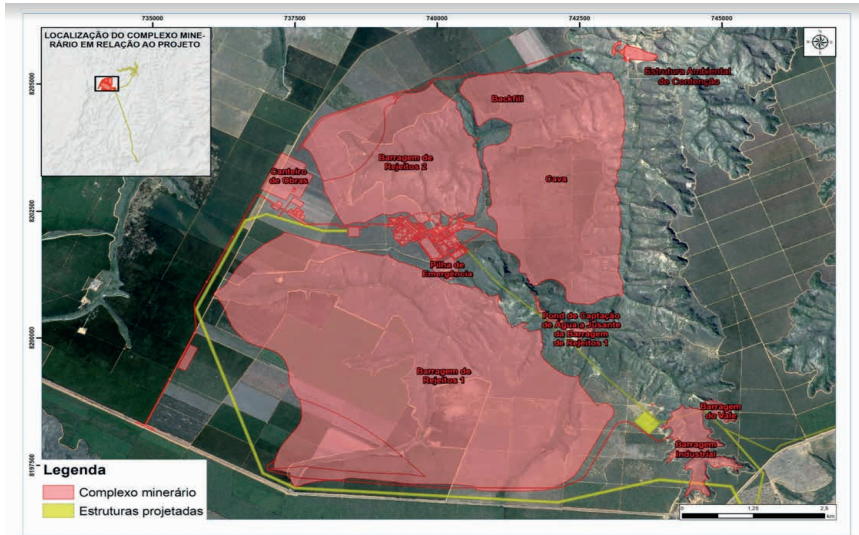 735000
737500
740000
742500
745000
LOCALIZAÇÃO DO COMPLEXO MINE-
RÁRIO EM RELAÇÃO AO PROJETO
N
8205000
8202500
8200000
8197500
Estrutura Ambiental
de Contenção
Backfill
Barragem de
Rejeitos 2
Cava
Canteiro
de Obras
Pilha de
Emergência
Pond de Captação
de Água a Jusante
da Barragem
de Rejeitos 1
Barragem de
Rejeitos 1
Barragem
do Vale
Barragem
Industrial
Legenda
Complexo minerário
Estruturas projetadas
0
1,25
2,5
km